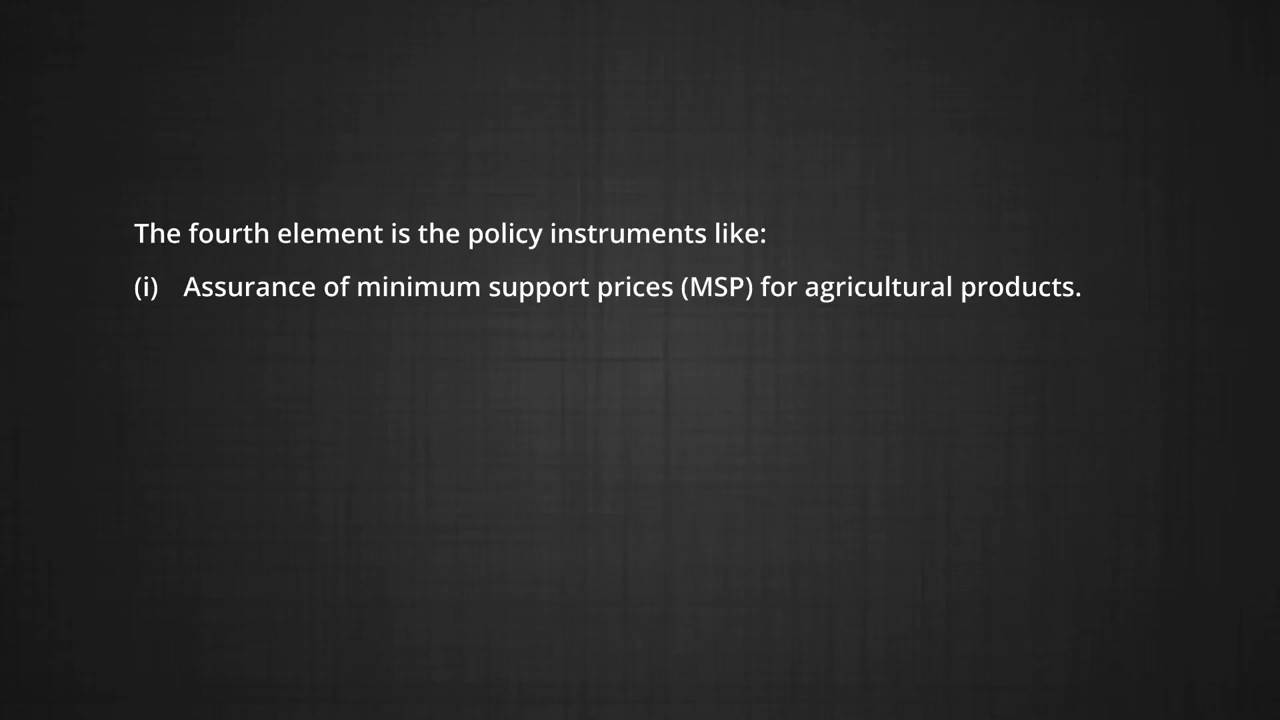 The fourth element is the policy instruments like:
(i) Assurance of minimum support prices (MSP) for agricultural products.